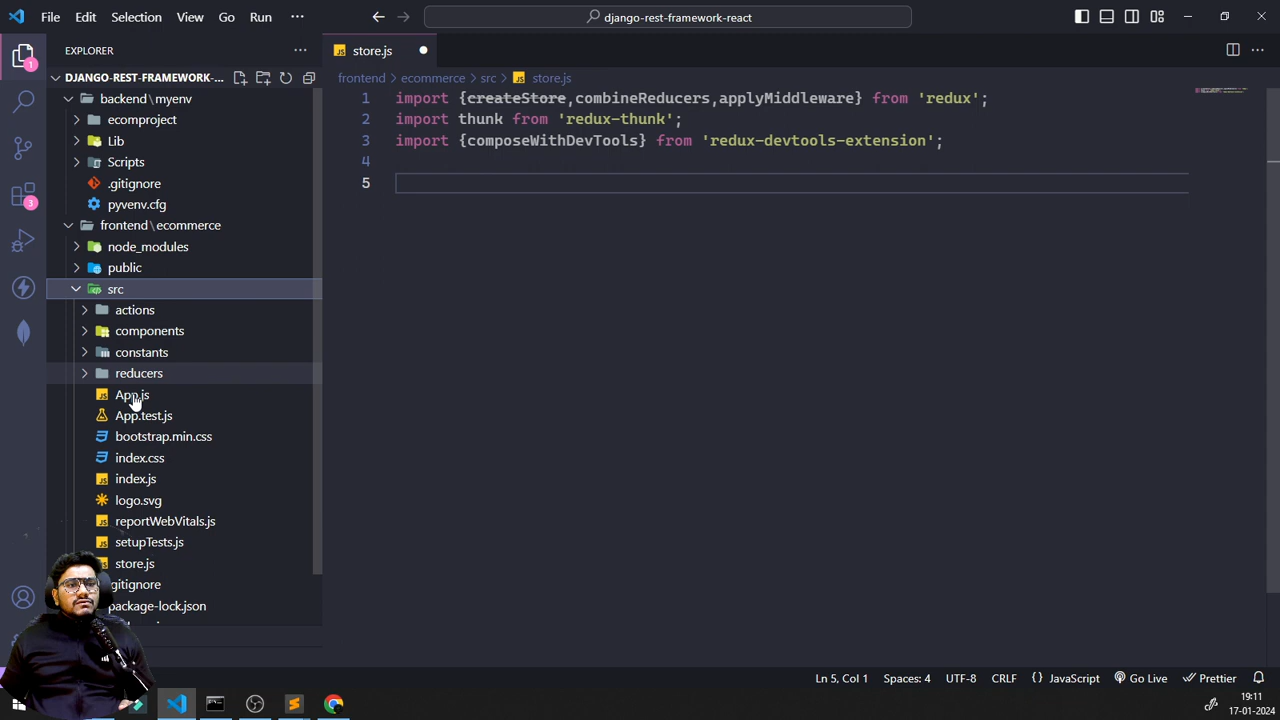 File Edit Selection View Go Run ···
django-rest-framework-react
EXPLORER
store.js
DJANGO-REST-FRAMEWORK-...
frontend > ecommerce > src > store.js
backend\myenv
ecomproject
Lib
Scripts
.gitignore
pyvenv.cfg
frontend\ecommerce
node_modules
public
src
actions
components
constants
reducers
App.js
App.test.js
bootstrap.min.css
index.css
index.js
logo.svg
reportWebVitals.js
setupTests.js
store.js
gitignore
package-lock.json
1 import {createStore,combineReducers,applyMiddleware} from 'redux';
2 import thunk from 'redux-thunk';
3 import {composeWithDevTools} from 'redux-devtools-extension';
4
5
1
3
Ln 5, Col 1 Spaces: 4 UTF-8 CRLF {} JavaScript Go Live Prettier
19:11
17-01-2024